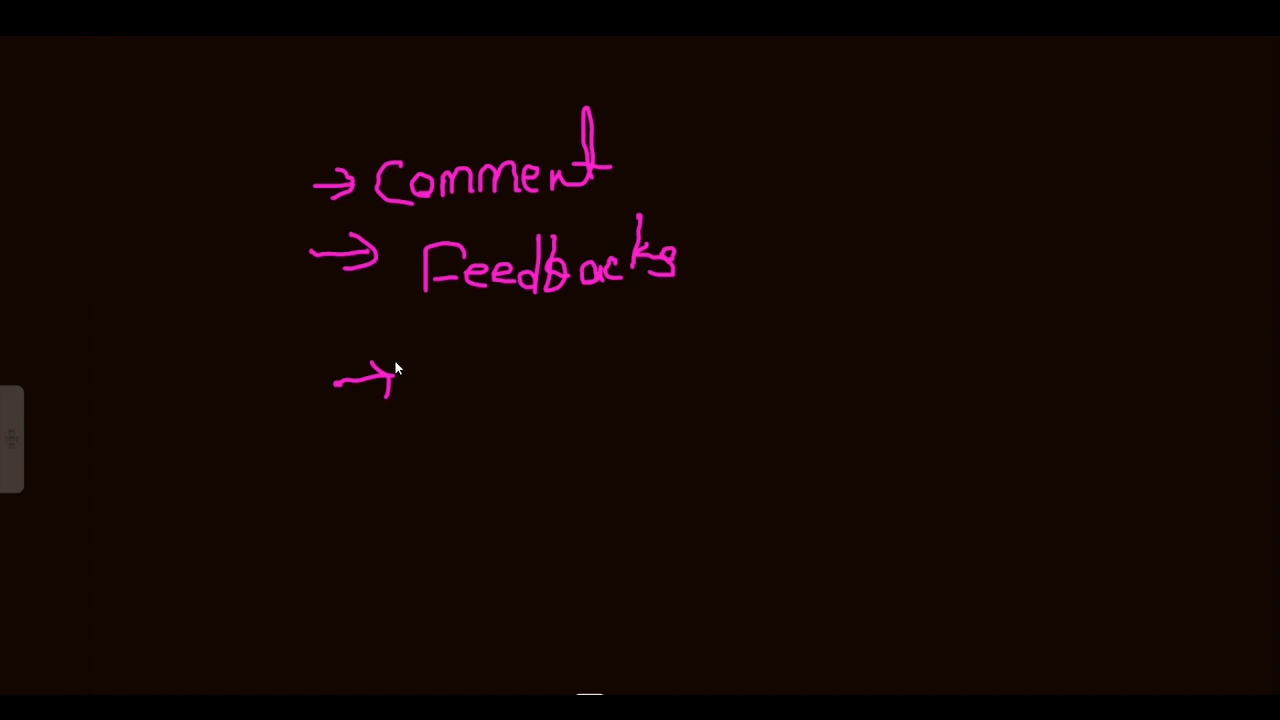 → Comment
→ Feedbacks
→